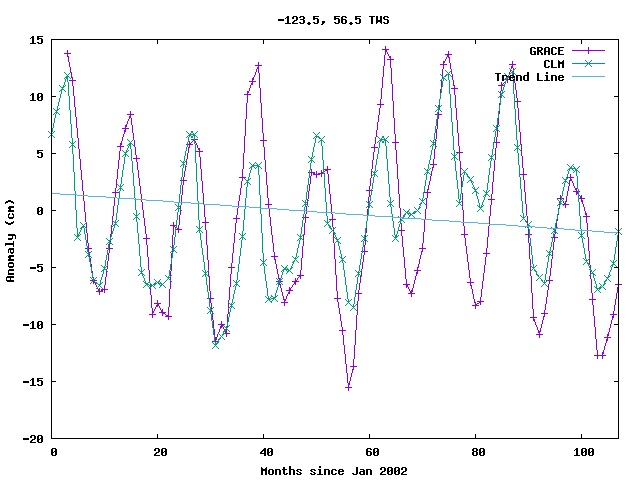 -123.5, 56.5 TWS
15
GRACE
CLM
Trend Line
10
5
0
-5
-10
-15
-20
Anomaly (cm)
0 20 40 60 80 100
Months since Jan 2002